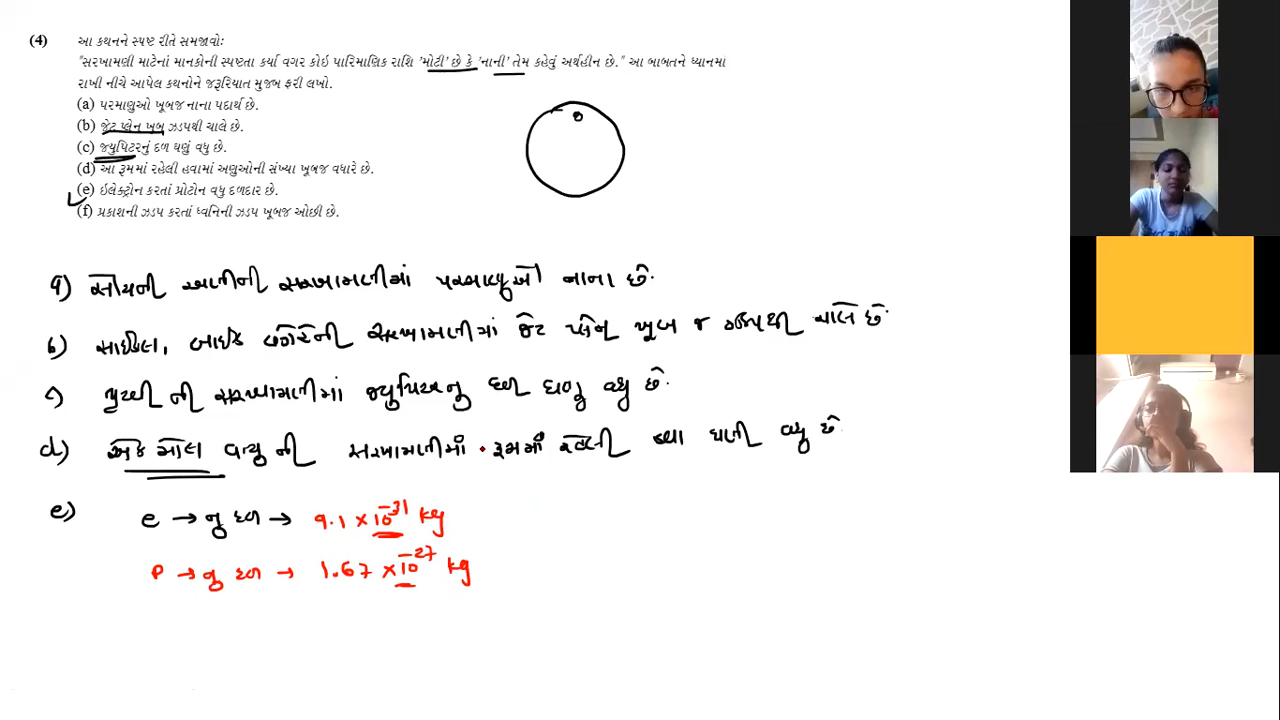 (4) આ કથનને સ્પષ્ટ રીતે સમજાવો:
"સરખામણી માટેનાં માનકોની સ્પષ્ટતા કર્યા વગર કોઇ પારિમાણિક રાશિ 'મોટી' છે કે 'નાની' તેમ કહેવું અર્થહીન છે." આ બાબતને ધ્યાનમાં
રાખી નીચે આપેલ કથનોને જરૂરિયાત મુજબ ફરી લખો.
(a) પરમાણુઓ ખૂબજ નાના પદાર્થ છે.
(b) જેટ પ્લેન ખૂબ ઝડપથી ચાલે છે.
(c) જ્યુપિટરનું દળ ઘણું વધુ છે.
(d) આ રૂમમાં રહેલી હવામાં અણુઓની સંખ્યા ખૂબજ વધારે છે.
(e) ઇલેક્ટ્રોન કરતાં પ્રોટોન વધુ દળદાર છે.
(f) પ્રકાશની ઝડપ કરતાં ધ્વનિની ઝડપ ખૂબજ ઓછી છે.
a) સોયની અણીની સરખામણીમાં પરમાણુઓ નાના છે.
b) સાઈકલ, બાઈક વગેરેની સરખામણીમાં જેટ પ્લેન ખૂબ જ ઝડપથી ચાલે છે
c) પૃથ્વી ની સરખામણીમાં જ્યુપિટરનુ દળ ઘણુ વધુ છે.
d) એક મોલ વાયુ ની સરખામણીમાં રૂમમાં રહેલી ઘણી વધુ છે.
e) e → નુ દળ → 9.1 × 10⁻³¹ kg
P → નુ દળ → 1.67 × 10⁻²⁷ kg